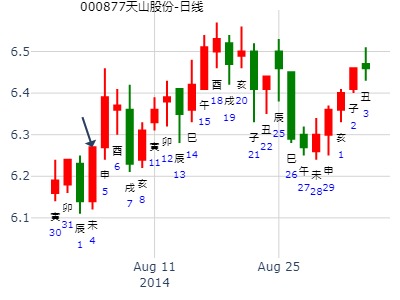 000877天山股份-日线
6.5
6.4
6.3
6.2
6.1
寅
30
卯
31
辰
1
未
4
申
5
酉
6
戌
7
亥
8
寅
11
卯
12
辰
13
巳
14
午
15
酉
18
戌
19
亥
20
子
21
丑
22
辰
25
巳
26
午
27
未
28
申
29
亥
1
子
2
丑
3
Aug 11
2014
Aug 25